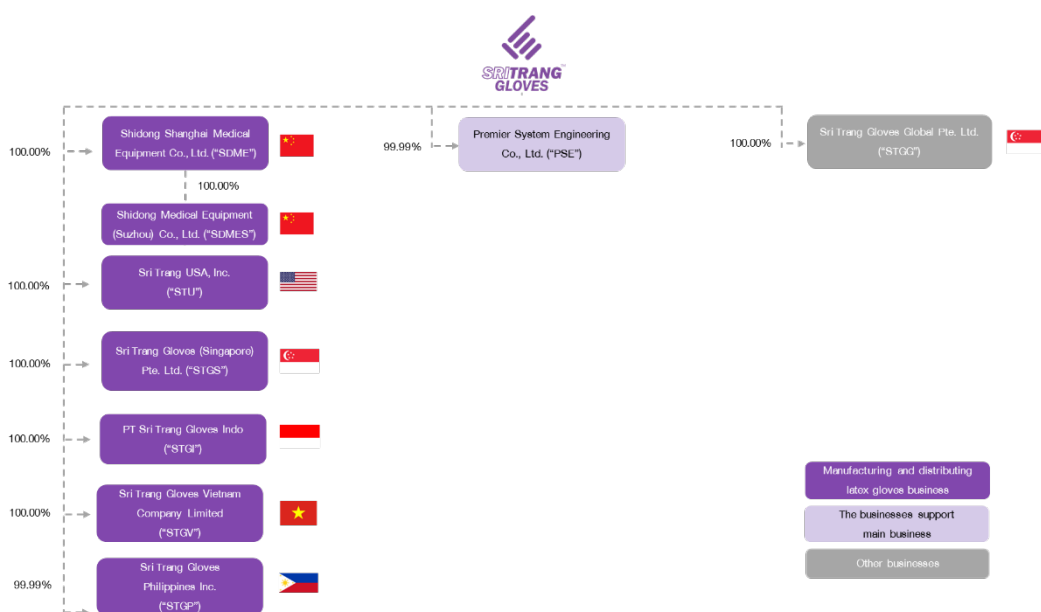 SRITRANG™
GLOVES
100.00%
Shidong Shanghai Medical
Equipment Co., Ltd. (“SDME”)
99.99%
Premier System Engineering
Co., Ltd. (“PSE”)
100.00%
Sri Trang Gloves Global Pte. Ltd.
(“STGG”)
100.00%
Shidong Medical Equipment
(Suzhou) Co., Ltd. (“SDMES”)
100.00%
Sri Trang USA, Inc.
(“STU”)
100.00%
Sri Trang Gloves (Singapore)
Pte. Ltd. (“STGS”)
100.00%
PT Sri Trang Gloves Indo
(“STGI”)
100.00%
Sri Trang Gloves Vietnam
Company Limited
(“STGV”)
99.99%
Sri Trang Gloves
Philippines Inc.
(“STGP”)
Manufacturing and distributing
latex gloves business
The businesses support
main business
Other businesses